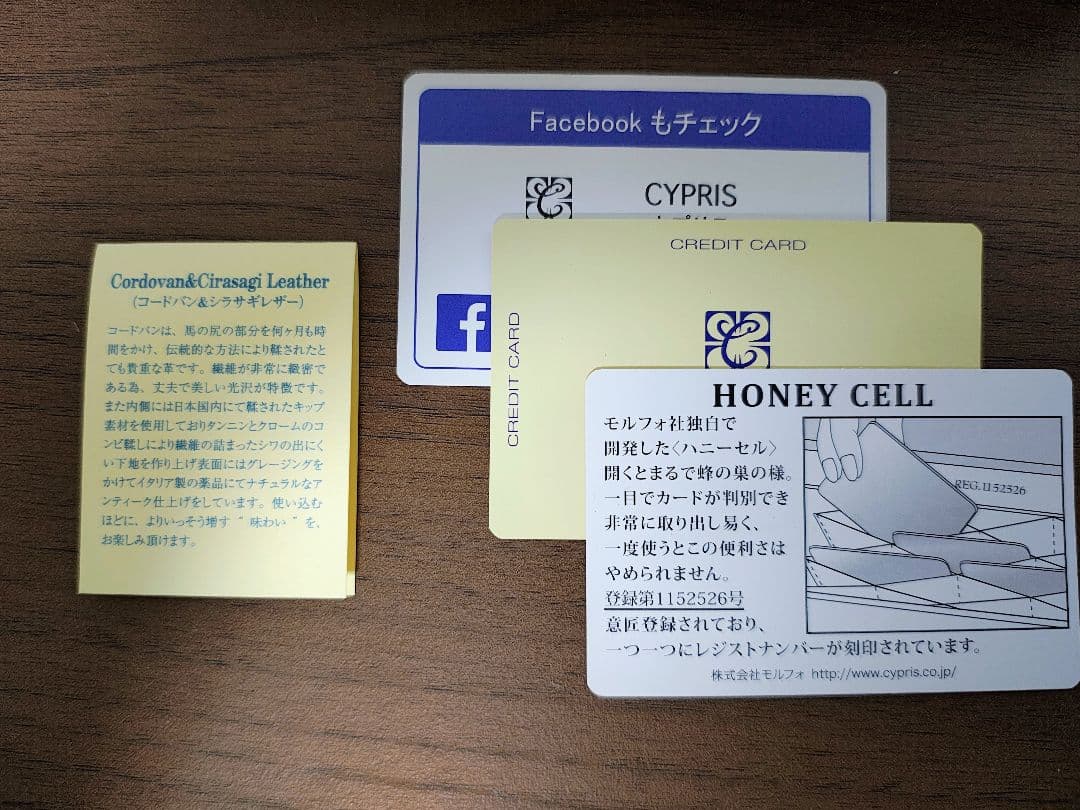 Cordovan&Cirasagi Leather
(コードバン&シラサギレザー)
コードバンは、馬の尻の部分を何ヶ月も時
間をかけ、伝統的な方法により鞣されたと
ても貴重な革です。繊維が非常に緻密で
ある為、丈夫で美しい光沢が特徴です。
また内側には日本国内にて鞣されたキップ
素材を使用しておりタンニンとクロームのコ
ンビ鞣しにより繊維の詰まったシワの出にく
い下地を作り上げ表面にはグレージングを
かけてイタリア製の薬品にてナチュラルなア
ンティーク仕上げをしています。使い込む
ほどに、よりいっそう増す“味わい”を、
お楽しみ頂けます。
Facebook もチェック
CYPRIS
f
CREDIT CARD
CREDIT CARD
HONEY CELL
モルフォ社独自で
開発した〈ハニーセル〉
開くとまるで蜂の巣の様。
一目でカードが判別でき
非常に取り出し易く、
一度使うとこの便利さは
やめられません。
登録第1152526号
意匠登録されており、
一つ一つにレジストナンバーが刻印されています。
REG.1152526
株式会社モルフォ http://www.cypris.co.jp/